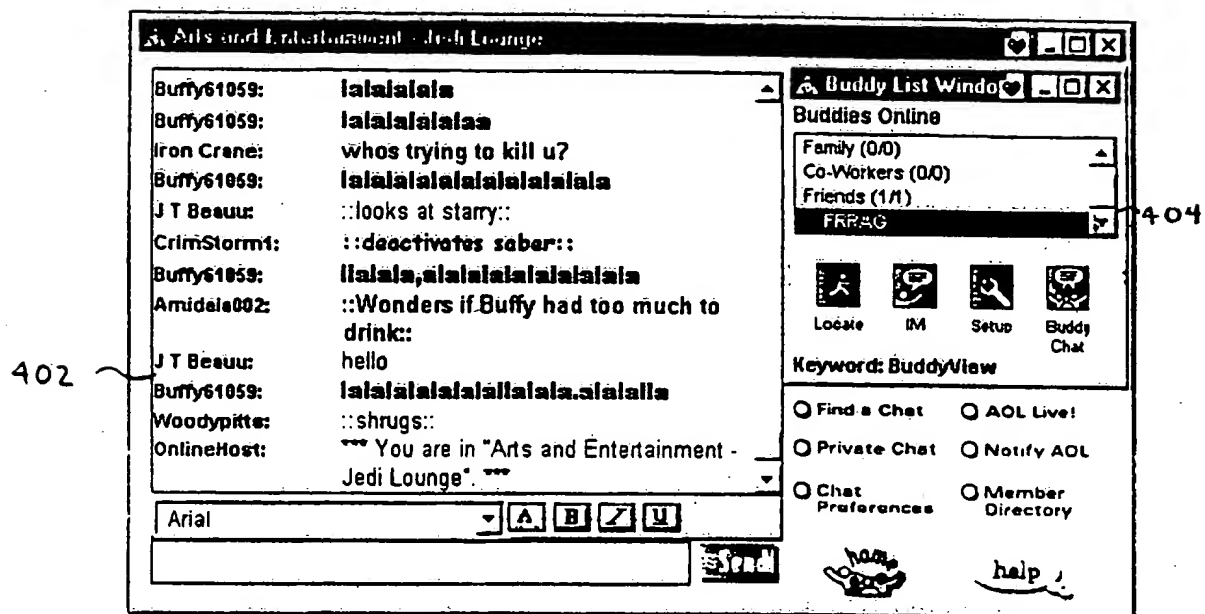 Arts and Entertainment - Jedi Lounge
Buffy61059: lalalalala
Buffy61059: lalalalalalaa
Iron Crane: whos trying to kill u?
Buffy61059: lalalalalalalalalalalala
J T Beauu: ::looks at starry::
CrimStorm1: ::deactivates saber::
Buffy61059: llalala,alalalalalalalalala
Amidala002: ::Wonders if Buffy had too much to
drink::
J T Beauu: hello
Buffy61059: lalalalalalallalala.alalalla
Woodypitts: ::shrugs::
OnlineHost: *** You are in "Arts and Entertainment -
Jedi Lounge". ***
Arial
A B I U
Send
Buddy List Windo
Buddies Online
Family (0/0)
Co-Workers (0/0)
Friends (1/1)
FRRAG
Locate IM Setup Buddy
Chat
Keyword: BuddyView
Find a Chat AOL Live!
Private Chat Notify AOL
Chat Member
Preferences Directory
help
402
404